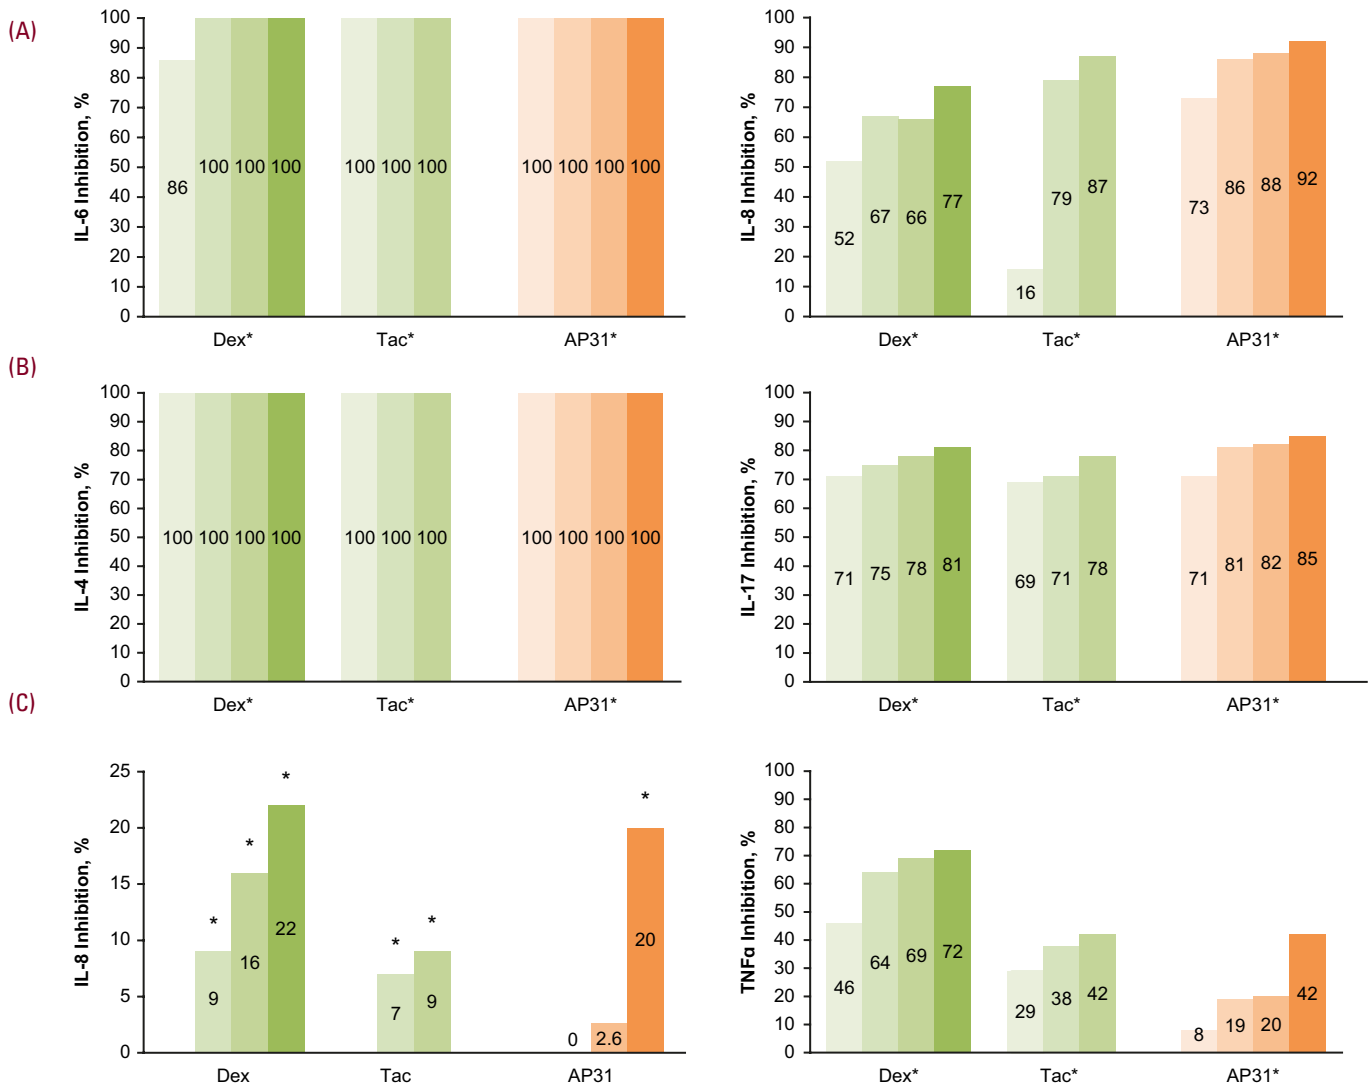 (A)
IL-6 Inhibition, %
100
90
80
70
60
50
40
30
20
10
0
86 100 100 100
100 100 100
100 100 100 100
Dex* Tac* AP31*
IL-8 Inhibition, %
100
90
80
70
60
50
40
30
20
10
0
52 67 66 77
16 79 87
73 86 88 92
Dex* Tac* AP31*
(B)
IL-4 Inhibition, %
100
90
80
70
60
50
40
30
20
10
0
100 100 100 100
100 100 100
100 100 100 100
Dex* Tac* AP31*
IL-17 Inhibition, %
100
90
80
70
60
50
40
30
20
10
0
71 75 78 81
69 71 78
71 81 82 85
Dex* Tac* AP31*
(C)
IL-8 Inhibition, %
25
20
15
10
5
0
* * *
9 16 22
* *
7 9
*
0 2.6 20
Dex Tac AP31
TNFα Inhibition, %
100
90
80
70
60
50
40
30
20
10
0
46 64 69 72
29 38 42
8 19 20 42
Dex* Tac* AP31*